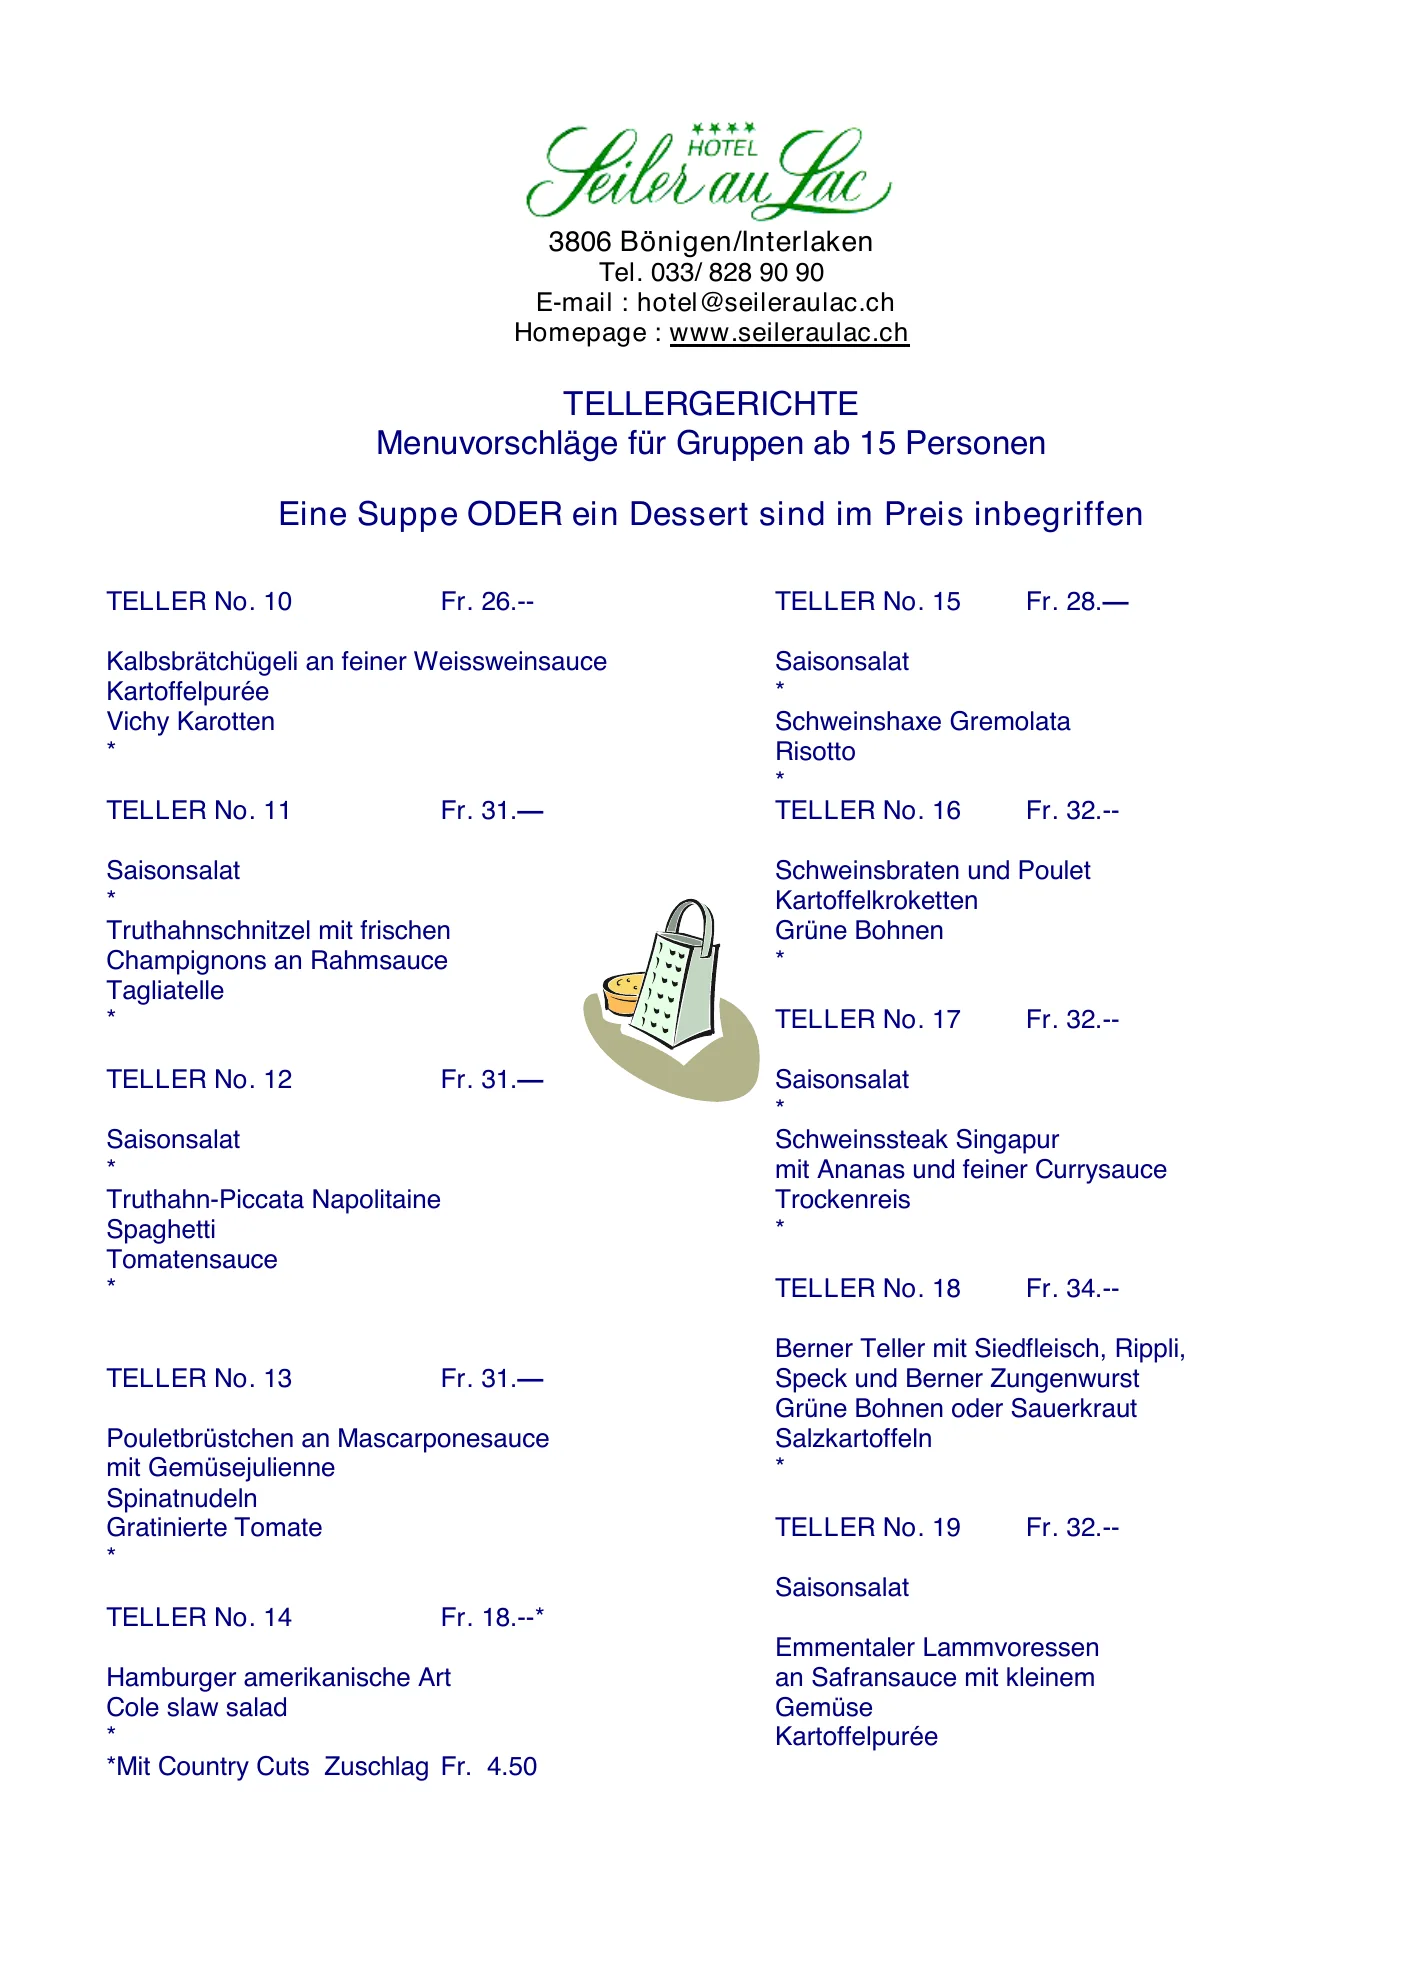 HOTEL
Seiler au Lac
3806 Bönigen/Interlaken
Tel. 033/ 828 90 90
E-mail : hotel@seileraulac.ch
Homepage : www.seileraulac.ch
TELLERGERICHTE
Menuvorschläge für Gruppen ab 15 Personen
Eine Suppe ODER ein Dessert sind im Preis inbegriffen
TELLER No. 10 Fr. 26.--
Kalbsbrätchügeli an feiner Weissweinsauce
Kartoffelpurée
Vichy Karotten
*
TELLER No. 11 Fr. 31.—
Saisonsalat
*
Truthahnschnitzel mit frischen
Champignons an Rahmsauce
Tagliatelle
*
TELLER No. 12 Fr. 31.—
Saisonsalat
*
Truthahn-Piccata Napolitaine
Spaghetti
Tomatensauce
*
TELLER No. 13 Fr. 31.—
Pouletbrüstchen an Mascarponesauce
mit Gemüsejulienne
Spinatnudeln
Gratinierte Tomate
*
TELLER No. 14 Fr. 18.--*
Hamburger amerikanische Art
Cole slaw salad
*
*Mit Country Cuts Zuschlag Fr. 4.50
TELLER No. 15 Fr. 28.—
Saisonsalat
*
Schweinshaxe Gremolata
Risotto
*
TELLER No. 16 Fr. 32.--
Schweinsbraten und Poulet
Kartoffelkroketten
Grüne Bohnen
*
TELLER No. 17 Fr. 32.--
Saisonsalat
*
Schweinssteak Singapur
mit Ananas und feiner Currysauce
Trockenreis
*
TELLER No. 18 Fr. 34.--
Berner Teller mit Siedfleisch, Rippli,
Speck und Berner Zungenwurst
Grüne Bohnen oder Sauerkraut
Salzkartoffeln
*
TELLER No. 19 Fr. 32.--
Saisonsalat
Emmentaler Lammvoressen
an Safransauce mit kleinem
Gemüse
Kartoffelpurée